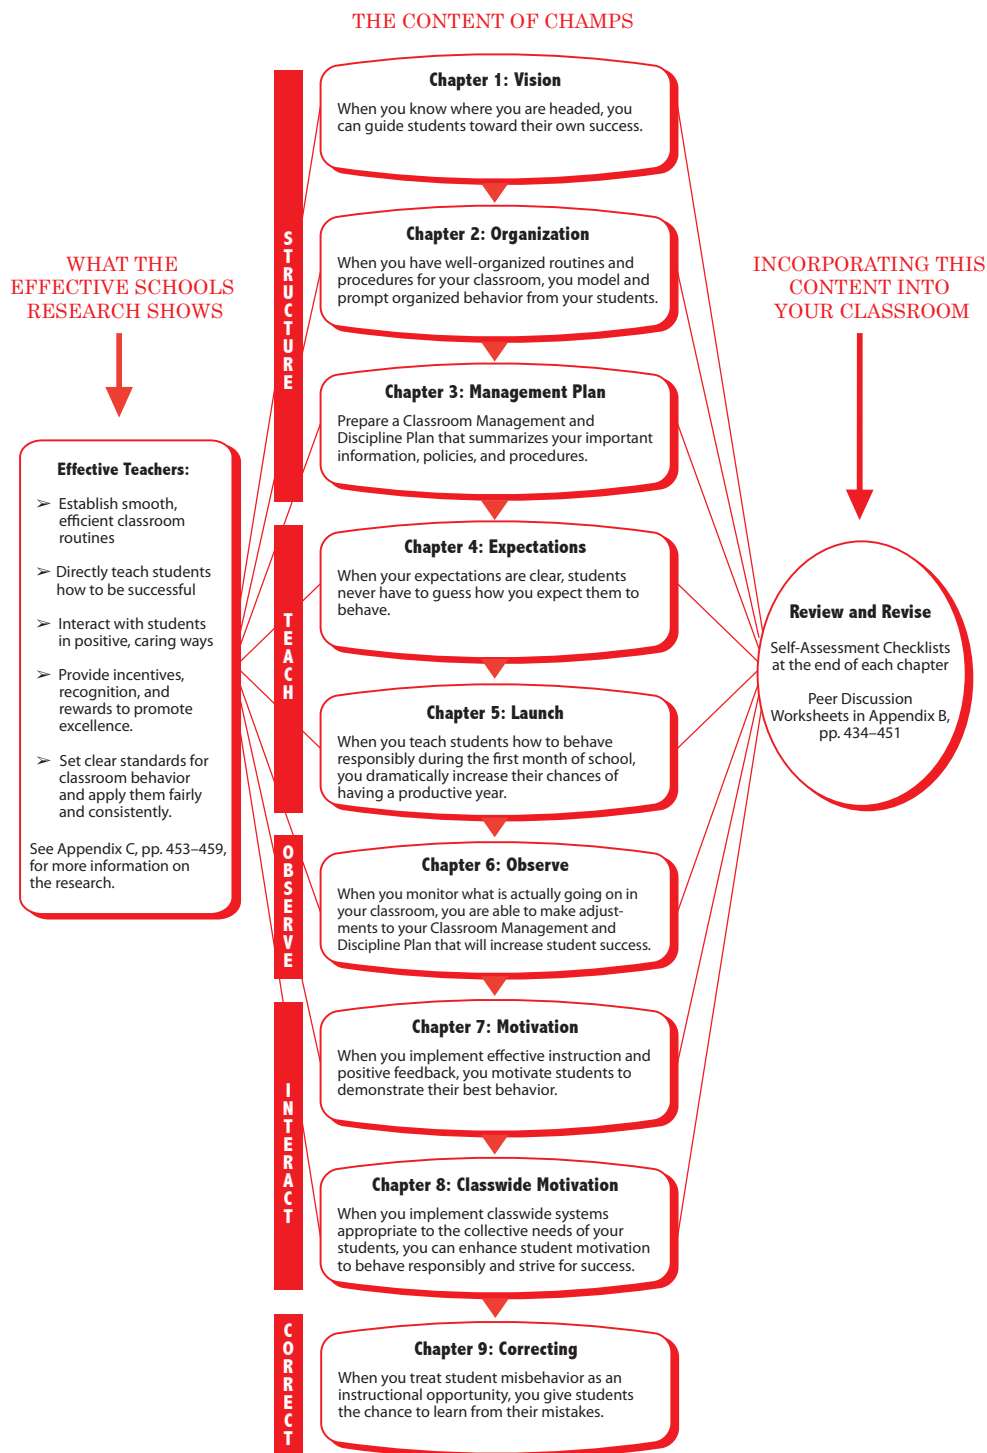 THE CONTENT OF CHAMPS
WHAT THE
EFFECTIVE SCHOOLS
RESEARCH SHOWS
Effective Teachers:
➢ Establish smooth,
efficient classroom
routines
➢ Directly teach students
how to be successful
➢ Interact with students
in positive, caring ways
➢ Provide incentives,
recognition, and
rewards to promote
excellence.
➢ Set clear standards for
classroom behavior
and apply them fairly
and consistently.
See Appendix C, pp. 453–459,
for more information on
the research.
STRUCTURE
Chapter 1: Vision
When you know where you are headed, you
can guide students toward their own success.
Chapter 2: Organization
When you have well-organized routines and
procedures for your classroom, you model and
prompt organized behavior from your students.
Chapter 3: Management Plan
Prepare a Classroom Management and
Discipline Plan that summarizes your important
information, policies, and procedures.
TEACH
Chapter 4: Expectations
When your expectations are clear, students
never have to guess how you expect them to
behave.
Chapter 5: Launch
When you teach students how to behave
responsibly during the first month of school,
you dramatically increase their chances of
having a productive year.
OBSERVE
Chapter 6: Observe
When you monitor what is actually going on in
your classroom, you are able to make adjust-
ments to your Classroom Management and
Discipline Plan that will increase student success.
INTERACT
Chapter 7: Motivation
When you implement effective instruction and
positive feedback, you motivate students to
demonstrate their best behavior.
Chapter 8: Classwide Motivation
When you implement classwide systems
appropriate to the collective needs of your
students, you can enhance student motivation
to behave responsibly and strive for success.
CORRECT
Chapter 9: Correcting
When you treat student misbehavior as an
instructional opportunity, you give students
the chance to learn from their mistakes.
INCORPORATING THIS
CONTENT INTO
YOUR CLASSROOM
Review and Revise
Self-Assessment Checklists
at the end of each chapter
Peer Discussion
Worksheets in Appendix B,
pp. 434–451